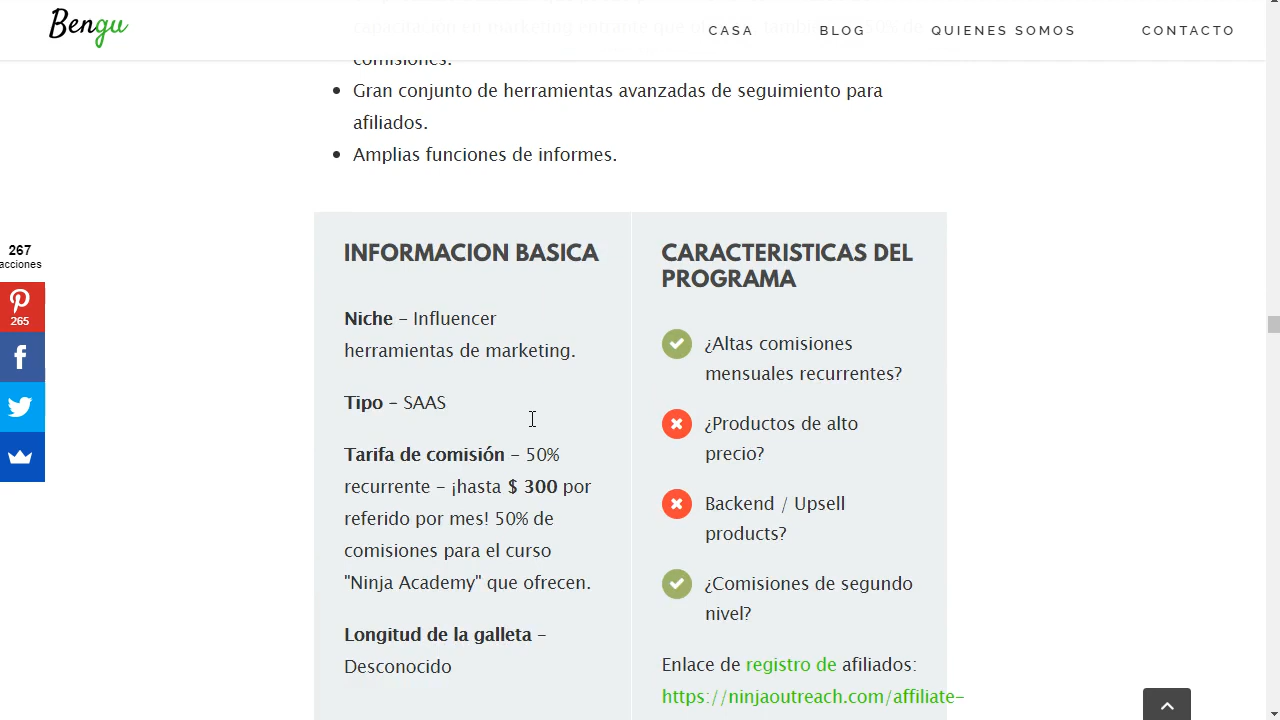 Bengu
CASA
BLOG
QUIENES SOMOS
CONTACTO
comisiones.
Gran conjunto de herramientas avanzadas de seguimiento para
afiliados.
Amplias funciones de informes.
267
acciones
265
INFORMACION BASICA
Niche – Influencer
herramientas de marketing.
Tipo – SAAS
Tarifa de comisión – 50%
recurrente – ¡hasta $ 300 por
referido por mes! 50% de
comisiones para el curso
"Ninja Academy" que ofrecen.
Longitud de la galleta –
Desconocido
CARACTERISTICAS DEL
PROGRAMA
¿Altas comisiones
mensuales recurrentes?
¿Productos de alto
precio?
Backend / Upsell
products?
¿Comisiones de segundo
nivel?
Enlace de registro de afiliados:
https://ninjaoutreach.com/affiliate–